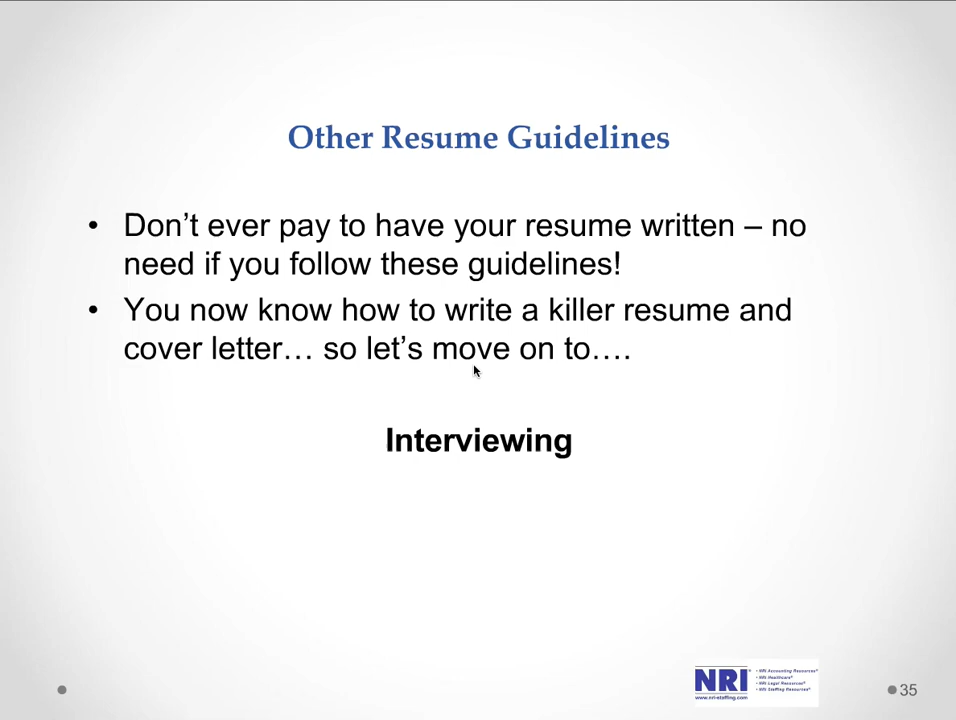 Other Resume Guidelines
• Don’t ever pay to have your resume written – no
need if you follow these guidelines!
• You now know how to write a killer resume and
cover letter… so let’s move on to….
Interviewing
NRI®
www.nri-staffing.com
• NRI Accounting Resources®
• NRI Healthcare®
• NRI Legal Resources®
• NRI Staffing Resources®
35